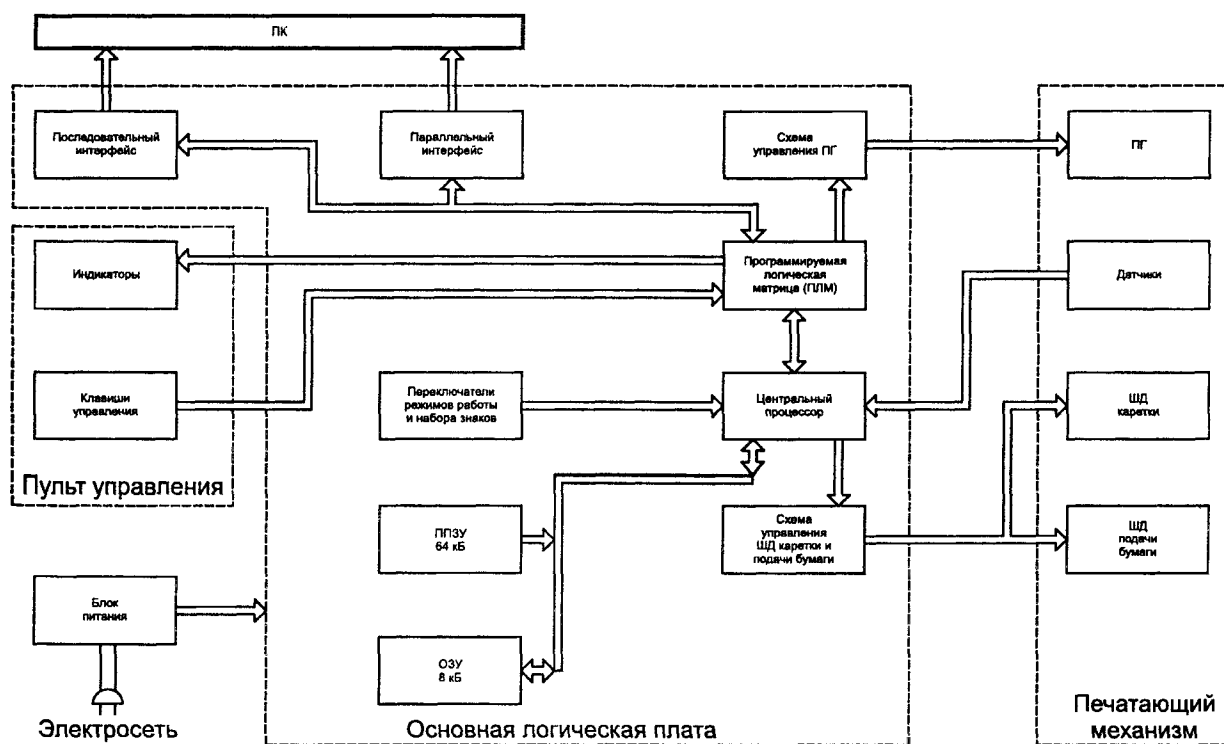 ПК
Последовательный
интерфейс
Параллельный
интерфейс
Схема
управления ПГ
ПГ
Индикаторы
Программируемая
логическая
матрица (ПЛМ)
Датчики
Клавиши
управления
Переключатели
режимов работы
и набора знаков
Центральный
процессор
ШД
каретки
Пульт управления
ППЗУ
64 кБ
Схема
управления
ШД каретки и
подачи бумаги
ШД
подачи
бумаги
Блок
питания
ОЗУ
8 кБ
Электросеть
Основная логическая плата
Печатающий
механизм